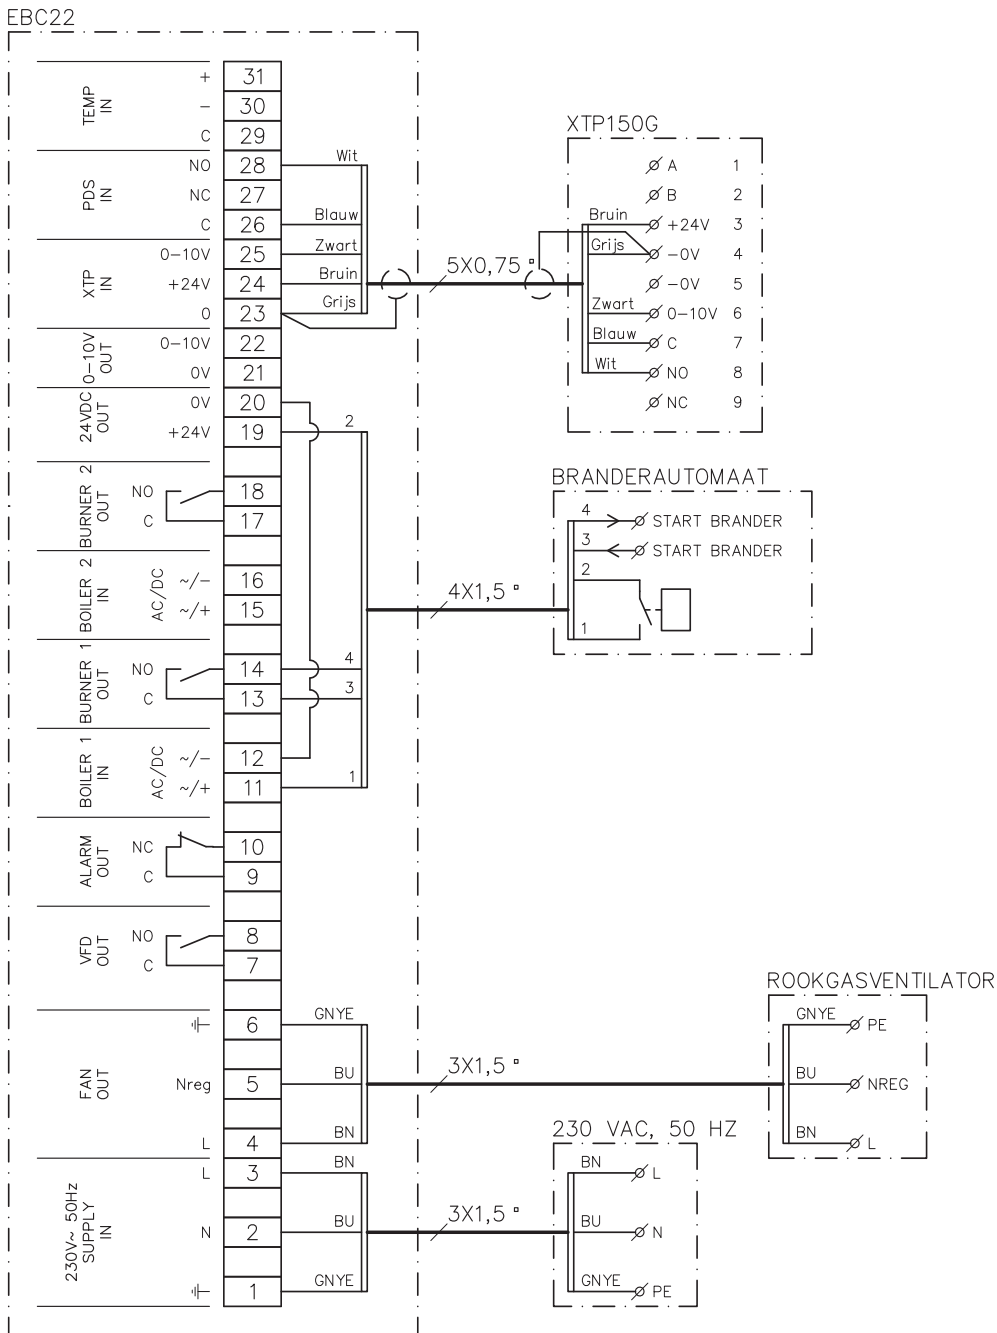 EBC22
TEMP
IN
+ 31
- 30
C 29
PDS
IN
NO 28 Wit
NC 27
C 26 Blauw
XTP
IN
0-10V 25 Zwart
+24V 24 Bruin
0 23 Grijs
5X0,75 ▫
0-10V
OUT
0-10V 22
0V 21
24VDC
OUT
0V 20
+24V 19 2
BURNER 2
OUT
NO 18
C 17
BOILER 2
IN
AC/DC
~/- 16
~/+ 15
4X1,5 ▫
BURNER 1
OUT
NO 14 4
C 13 3
BOILER 1
IN
AC/DC
~/- 12
~/+ 11 1
ALARM
OUT
NC 10
C 9
VFD
OUT
NO 8
C 7
FAN
OUT
6 GNYE
Nreg 5 BU
L 4 BN
3X1,5 ▫
230V~ 50Hz
SUPPLY
IN
L 3 BN
N 2 BU
1 GNYE
3X1,5 ▫
XTP150G
A 1
B 2
Bruin +24V 3
Grijs -0V 4
-0V 5
Zwart 0-10V 6
Blauw C 7
Wit NO 8
NC 9
BRANDERAUTOMAAT
4 START BRANDER
3 START BRANDER
2
1
ROOKGASVENTILATOR
GNYE PE
BU NREG
BN L
230 VAC, 50 HZ
BN L
BU N
GNYE PE